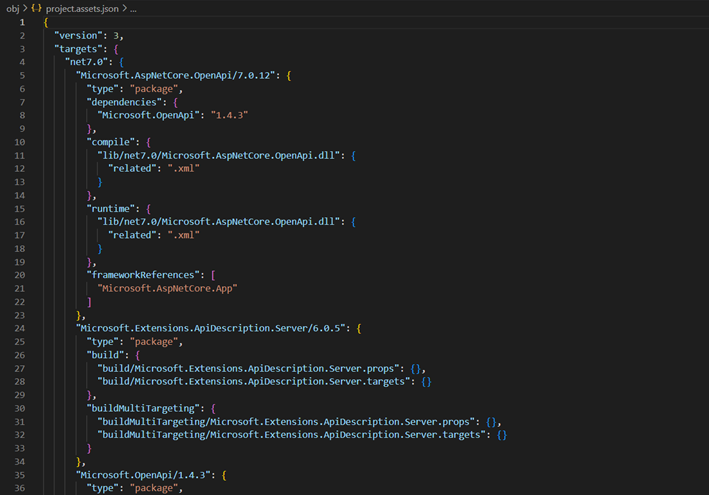 obj > {..} project.assets.json > ...
1 {
2 "version": 3,
3 "targets": {
4 "net7.0": {
5 "Microsoft.AspNetCore.OpenApi/7.0.12": {
6 "type": "package",
7 "dependencies": {
8 "Microsoft.OpenApi": "1.4.3"
9 },
10 "compile": {
11 "lib/net7.0/Microsoft.AspNetCore.OpenApi.dll": {
12 "related": ".xml"
13 }
14 },
15 "runtime": {
16 "lib/net7.0/Microsoft.AspNetCore.OpenApi.dll": {
17 "related": ".xml"
18 }
19 },
20 "frameworkReferences": [
21 "Microsoft.AspNetCore.App"
22 ]
23 },
24 "Microsoft.Extensions.ApiDescription.Server/6.0.5": {
25 "type": "package",
26 "build": {
27 "build/Microsoft.Extensions.ApiDescription.Server.props": {},
28 "build/Microsoft.Extensions.ApiDescription.Server.targets": {}
29 },
30 "buildMultiTargeting": {
31 "buildMultiTargeting/Microsoft.Extensions.ApiDescription.Server.props": {},
32 "buildMultiTargeting/Microsoft.Extensions.ApiDescription.Server.targets": {}
33 }
34 },
35 "Microsoft.OpenApi/1.4.3": {
36 "type": "package",